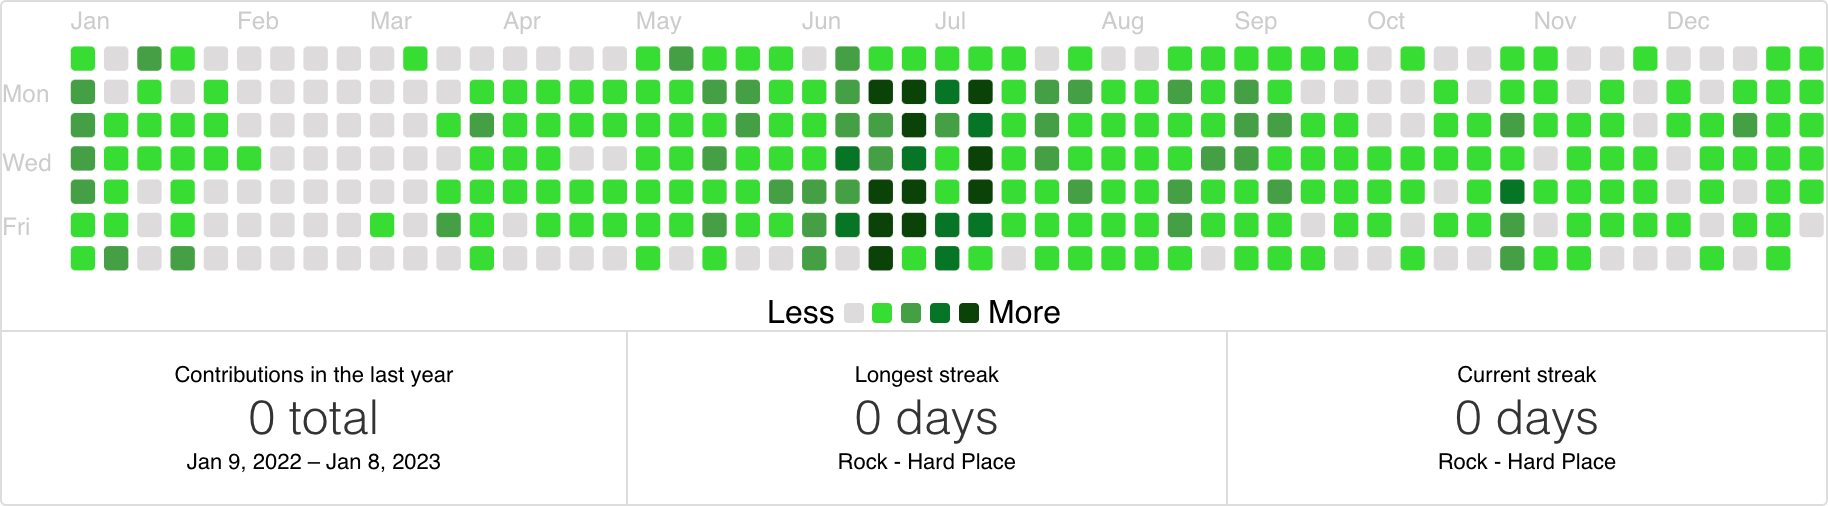 Jan Feb Mar Apr May Jun Jul Aug Sep Oct Nov Dec
Mon
Wed
Fri
Less More
Contributions in the last year
0 total
Jan 9, 2022 – Jan 8, 2023
Longest streak
0 days
Rock - Hard Place
Current streak
0 days
Rock - Hard Place